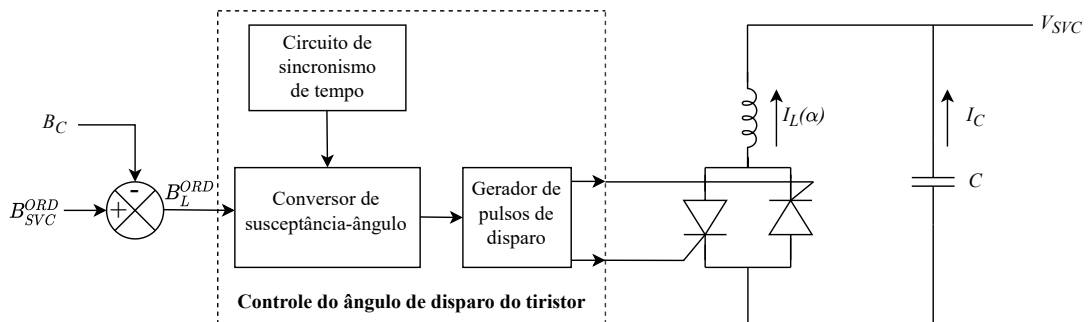 Circuito de
sincronismo
de tempo
V_SVC
B_C
I_L(α)
I_C
-
+
B_SVC^ORD
B_L^ORD
Conversor de
susceptância-ângulo
Gerador de
pulsos de
disparo
C
Controle do ângulo de disparo do tiristor